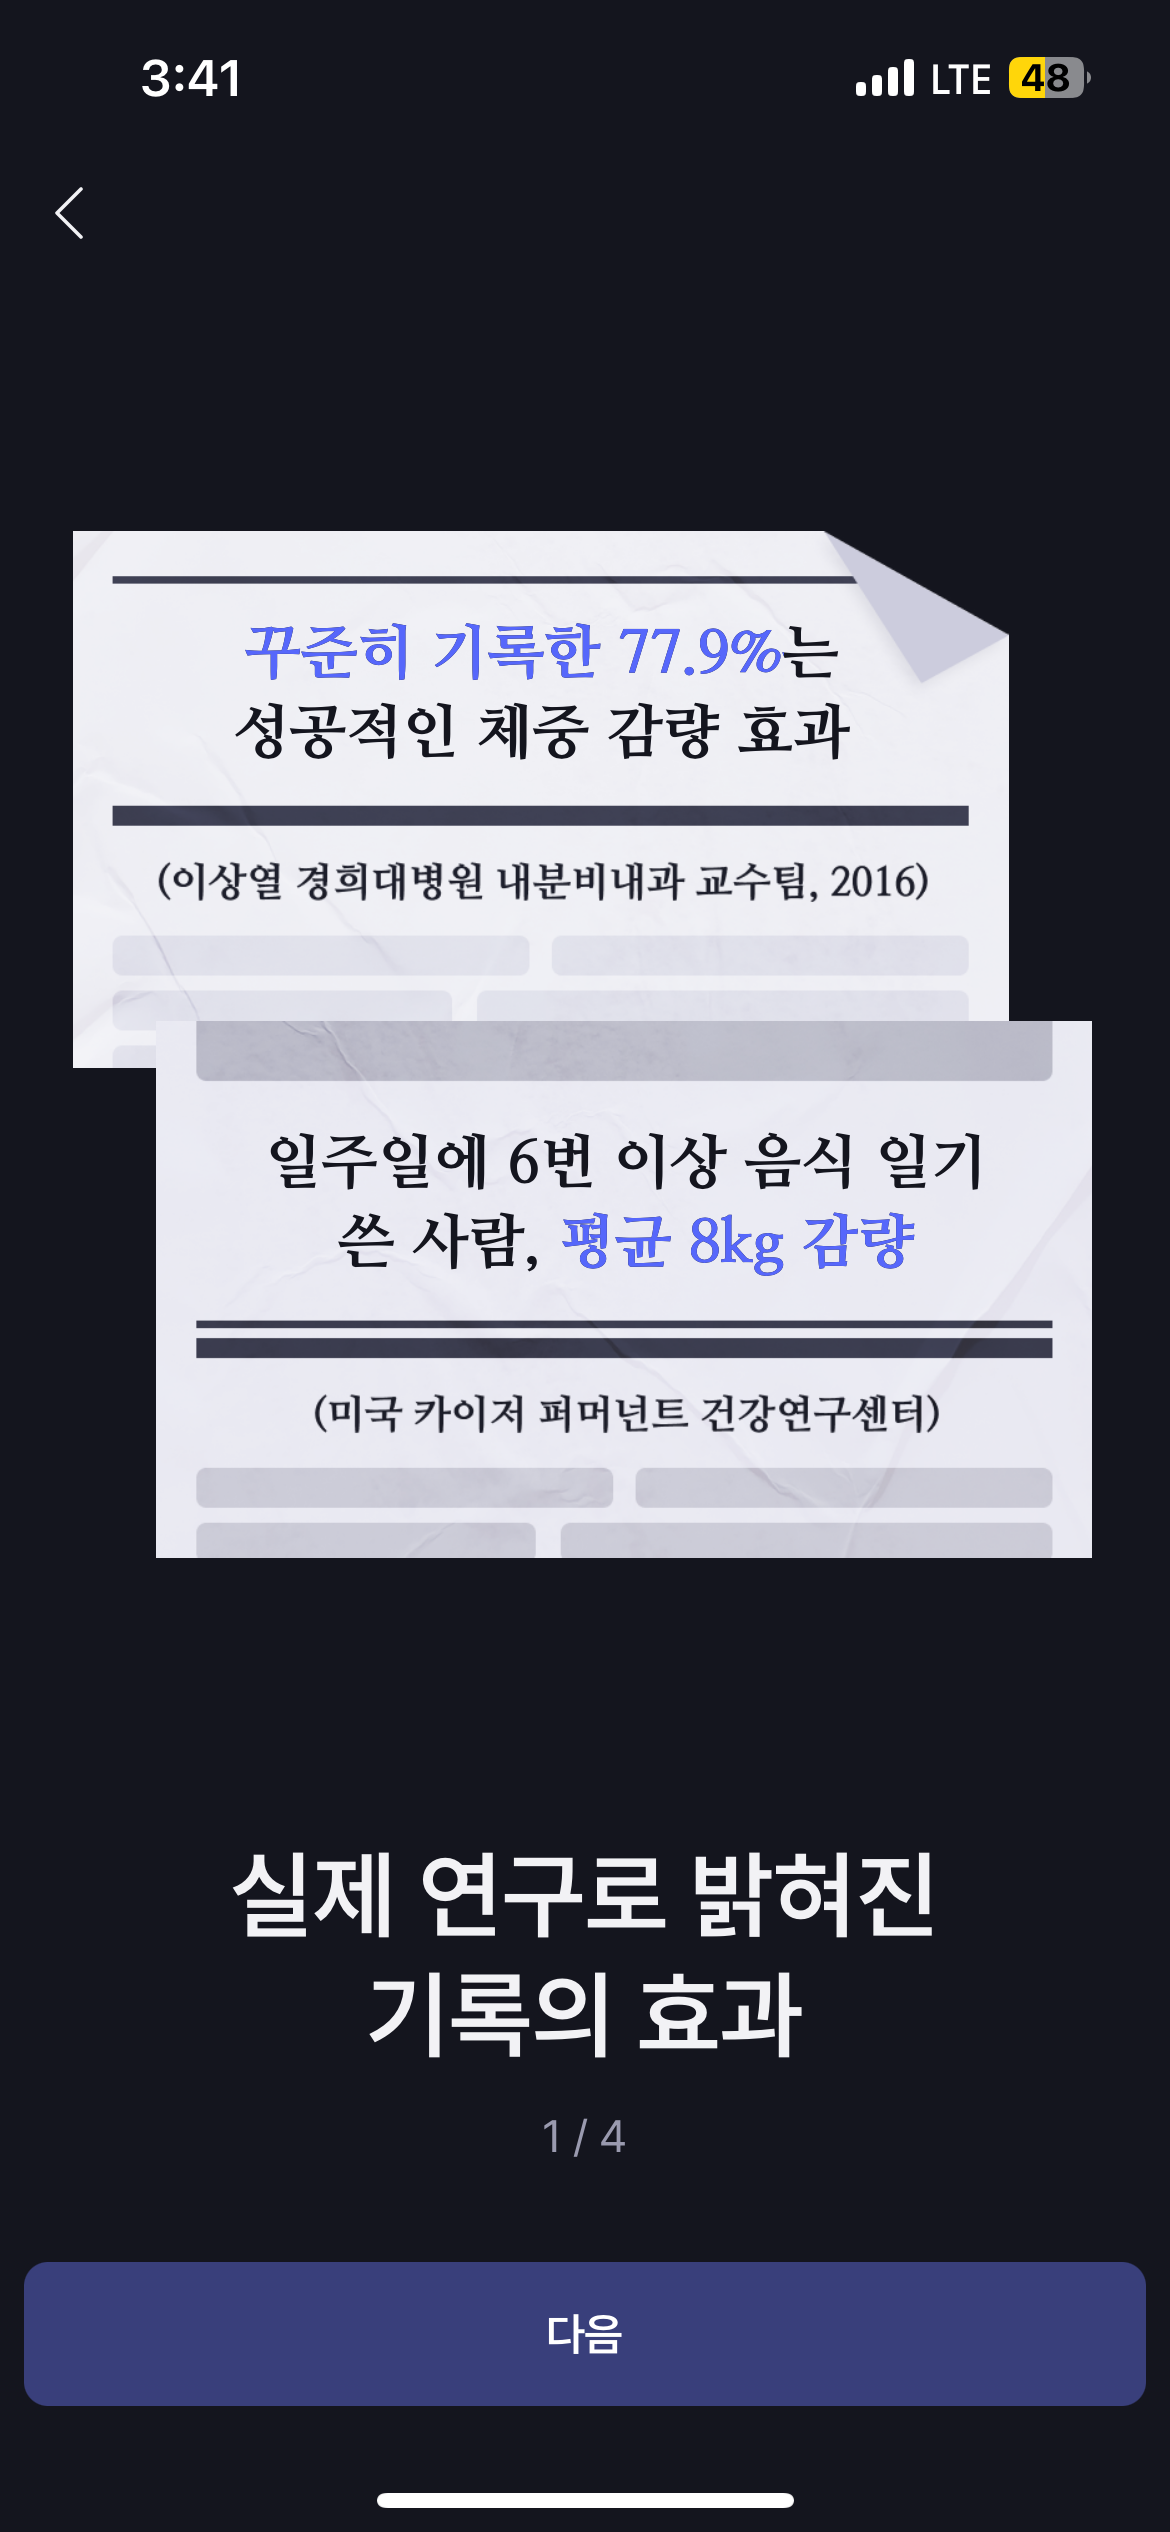 3:41
LTE 48
꾸준히 기록한 77.9%는
성공적인 체중 감량 효과
(이상열 경희대병원 내분비내과 교수팀, 2016)
일주일에 6번 이상 음식 일기
쓴 사람, 평균 8kg 감량
(미국 카이저 퍼머넌트 건강연구센터)
실제 연구로 밝혀진
기록의 효과
1 / 4
다음